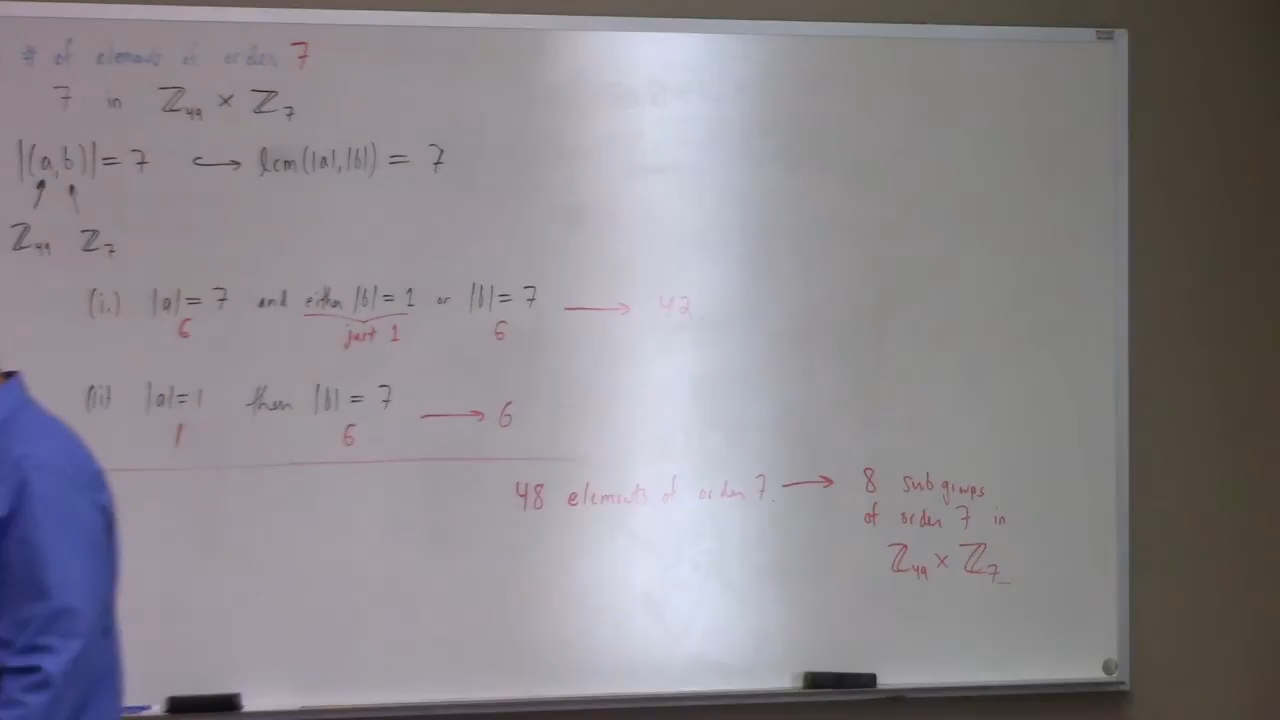 # of elements of order 7
7 in ℤ₄₉ × ℤ₇
|(a,b)| = 7 ↪ lcm(|a|,|b|) = 7
ℤ₄₉ ℤ₇
(i.) |a| = 7 and either |b| = 1 or |b| = 7 → 42.
6 just 1 6
(ii) |a| = 1 then |b| = 7 → 6
1 6
48 elements of order 7. → 8 subgroups
of order 7 in
ℤ₄₉ × ℤ₇